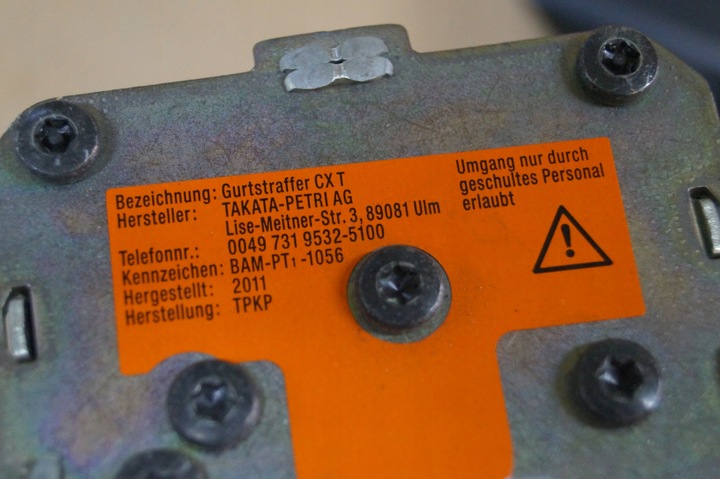 Bezeichnung: Gurtstraffer CX T
Hersteller: TAKATA-PETRI AG
Lise-Meitner-Str. 3, 89081 Ulm
Telefonnr.: 0049 731 9532-5100
Kennzeichen: BAM-PT1 -1056
Hergestellt: 2011
Herstellung: TPKP
Umgang nur durch
geschultes Personal
erlaubt